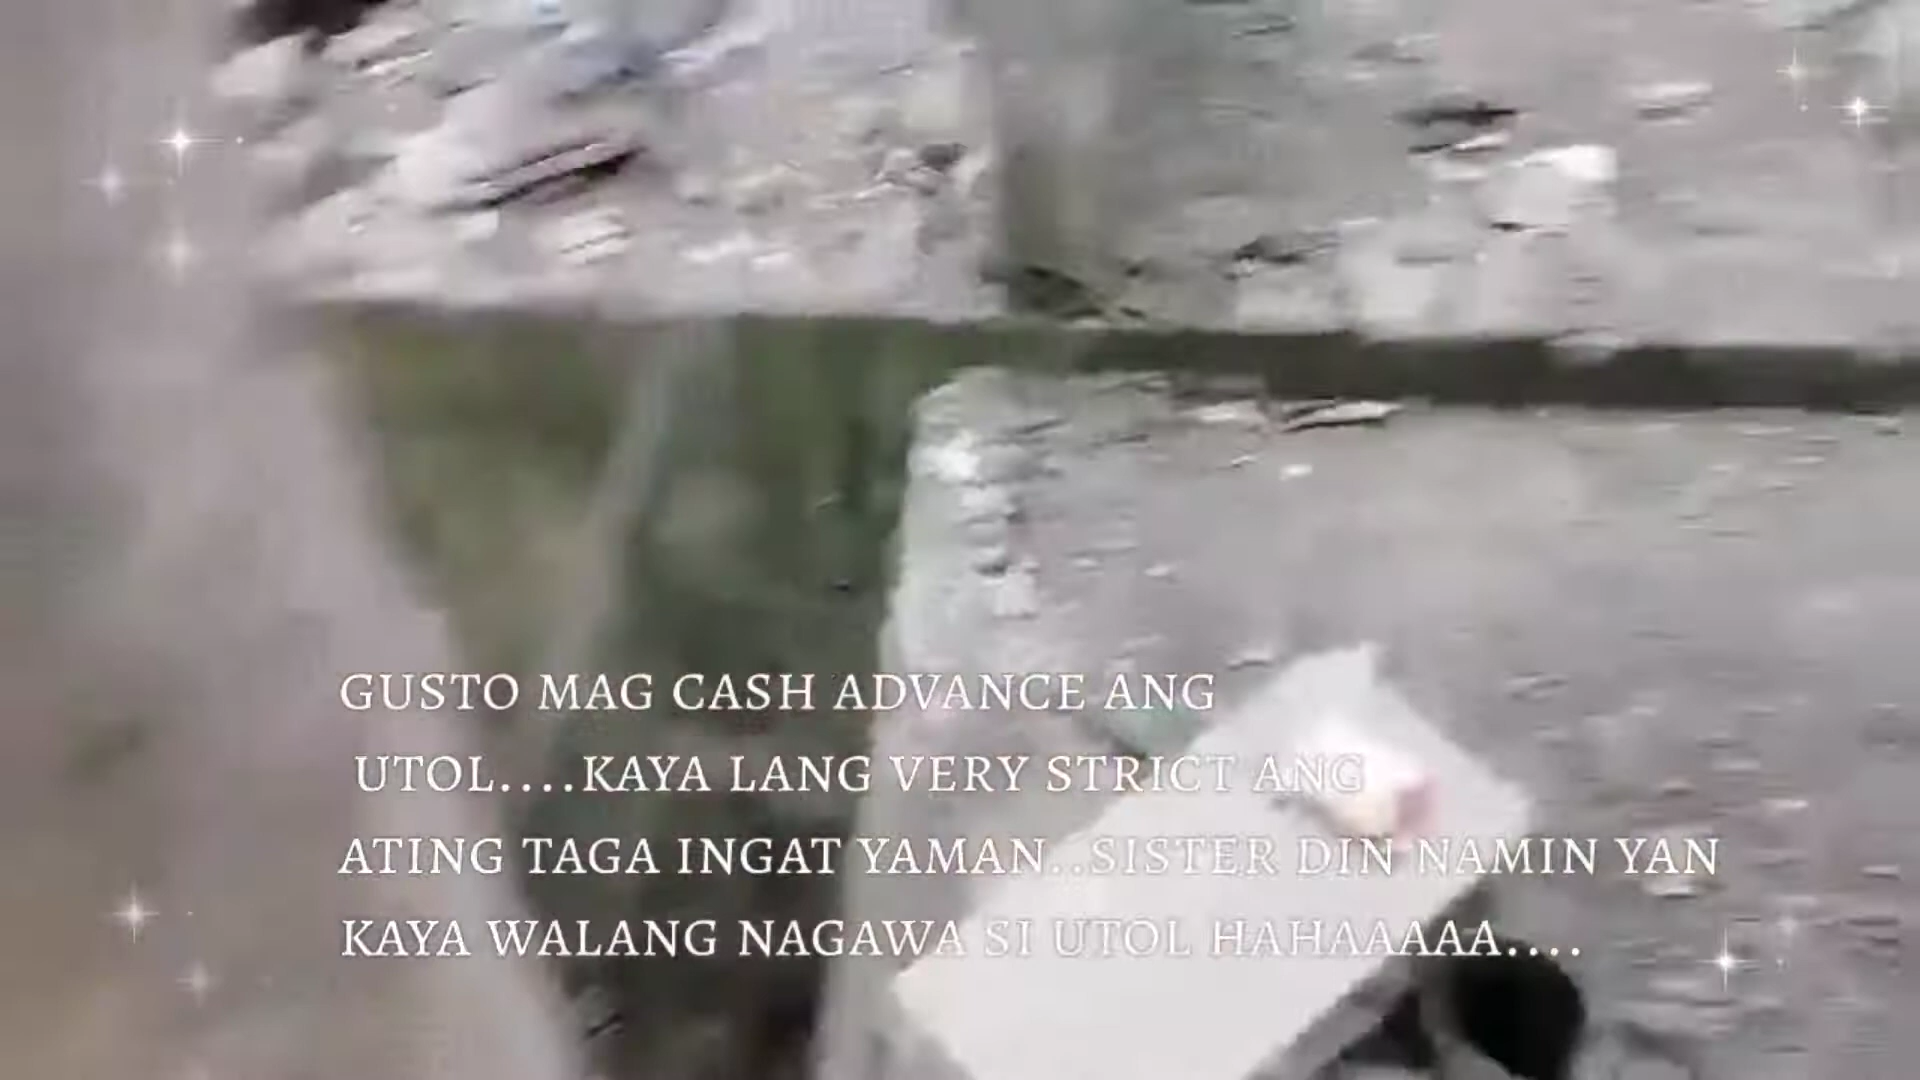 GUSTO MAG CASH ADVANCE ANG
UTOL....KAYA LANG VERY STRICT ANG
ATING TAGA INGAT YAMAN..SISTER DIN NAMIN YAN
KAYA WALANG NAGAWA SI UTOL HAHAAAAA....